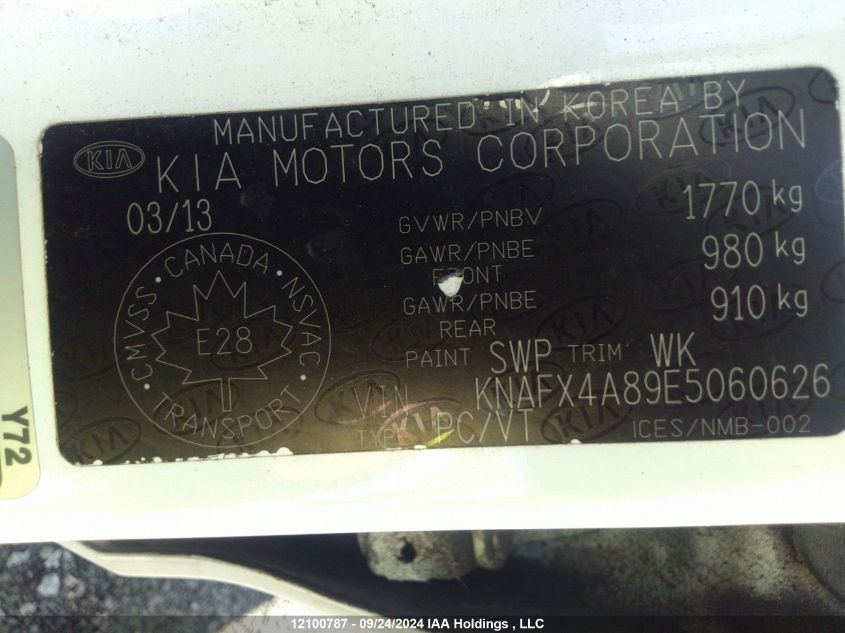 MANUFACTURED IN KOREA BY
KIA KIA MOTORS CORPORATION
03/13
GVWR/PNBV 1770 kg
GAWR/PNBE 980 kg
FRONT
GAWR/PNBE 910 kg
REAR
PAINT SWP TRIM: WK
VIN KNAFX4A89E5060626
TYPE PC/VT ICES/NMB-002
CMVSS • CANADA • NSVAC • TRANSPORT •
E28
Y72
12100787 - 09/24/2024 IAA Holdings , LLC